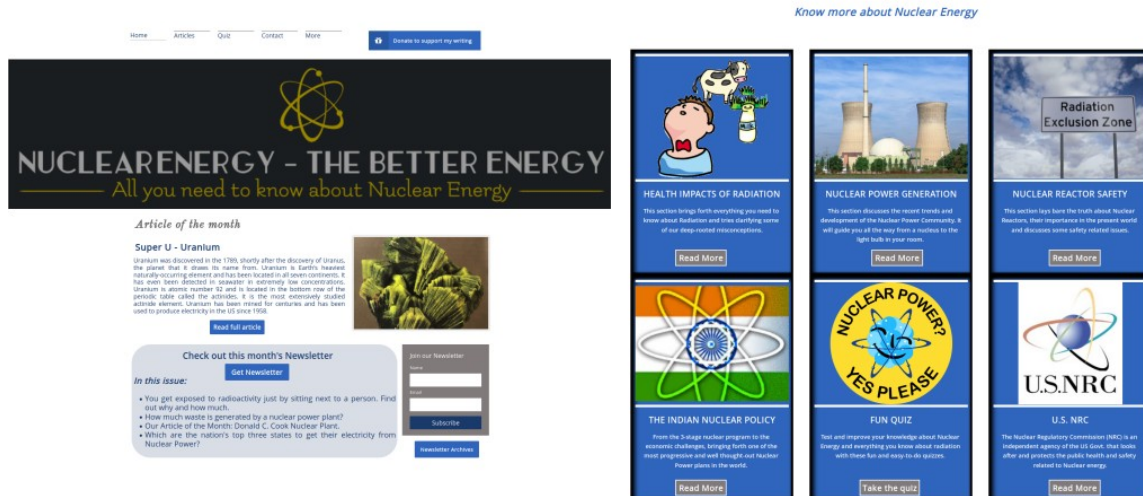 Home
Articles
Quiz
Contact
More
Donate to support my writing
NUCLEARENERGY - THE BETTER ENERGY
All you need to know about Nuclear Energy
Article of the month
Super U - Uranium
Uranium was discovered in the 1789, shortly after the discovery of Uranus,
the planet that it draws its name from. Uranium is Earth's heaviest
naturally-occurring element and has been located in all seven continents. It
has even been detected in seawater in extremely low concentrations.
Uranium is atomic number 92 and is located in the bottom row of the
periodic table called the actinides. It is the most extensively studied
actinide element. Uranium has been mined for centuries and has been
used to produce electricity in the US since 1958.
Read full article
Check out this month's Newsletter
Get Newsletter
In this issue:
• You get exposed to radioactivity just by sitting next to a person. Find
out why and how much.
• How much waste is generated by a nuclear power plant?
• Our Article of the Month: Donald C. Cook Nuclear Plant.
• Which are the nation's top three states to get their electricity from
Nuclear Power?
Join our Newsletter
Name
Email
Subscribe
Newsletter Archives
Know more about Nuclear Energy
HEALTH IMPACTS OF RADIATION
This section brings forth everything you need to
know about Radiation and tries clarifying some
of our deep-rooted misconceptions.
Read More
NUCLEAR POWER GENERATION
This section discusses the recent trends and
development of the Nuclear Power Community. It
will guide you all the way from a nucleus to the
light bulb in your room.
Read More
Radiation
Exclusion Zone
NUCLEAR REACTOR SAFETY
This section lays bare the truth about Nuclear
Reactors, their importance in the present world
and discusses some safety related issues.
Read More
THE INDIAN NUCLEAR POLICY
From the 3-stage nuclear program to the
economic challenges, bringing forth one of the
most progressive and well thought-out Nuclear
Power plans in the world.
Read More
NUCLEAR POWER?
YES PLEASE
FUN QUIZ
Test and improve your knowledge about Nuclear
Energy and everything you know about radiation
with these fun and easy-to-do quizzes.
Take the quiz
U.S.NRC
U.S. NRC
The Nuclear Regulatory Commission (NRC) is an
independent agency of the US Govt. that looks
after and protects the public health and safety
related to Nuclear energy.
Read More